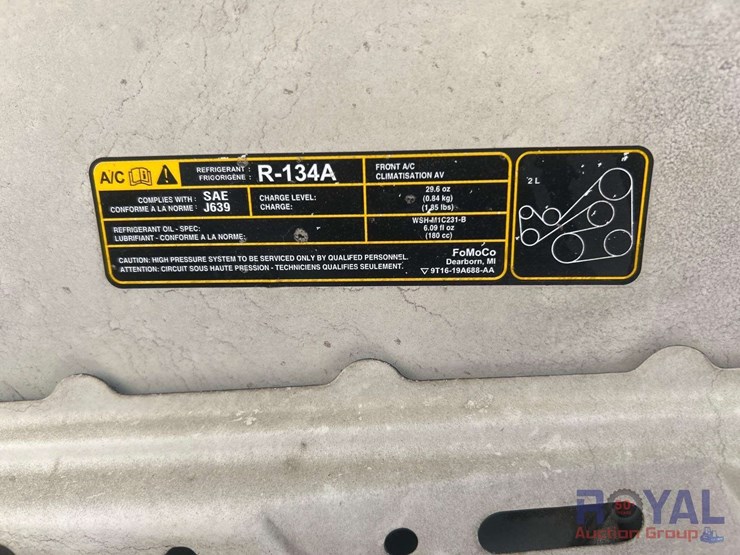 A/C
REFRIGERANT :
FRIGORIGÈNE :
R-134A
FRONT A/C
CLIMATISATION AV
COMPLIES WITH :
CONFORME A LA NORME :
SAE
J639
CHARGE LEVEL:
CHARGE:
29.6 oz
(0.84 kg)
(1.85 lbs)
REFRIGERANT OIL - SPEC:
LUBRIFIANT - CONFORME A LA NORME:
WSH-M1C231-B
6.09 fl oz
(180 cc)
CAUTION: HIGH PRESSURE SYSTEM TO BE SERVICED ONLY BY QUALIFED PERSONNEL.
ATTENTION: CIRCUIT SOUS HAUTE PRESSION - TECHNICIENS QUALIFIES SEULEMENT.
FoMoCo
Dearborn, MI
9T16-19A688-AA
2 L
ROYAL
Auction Group